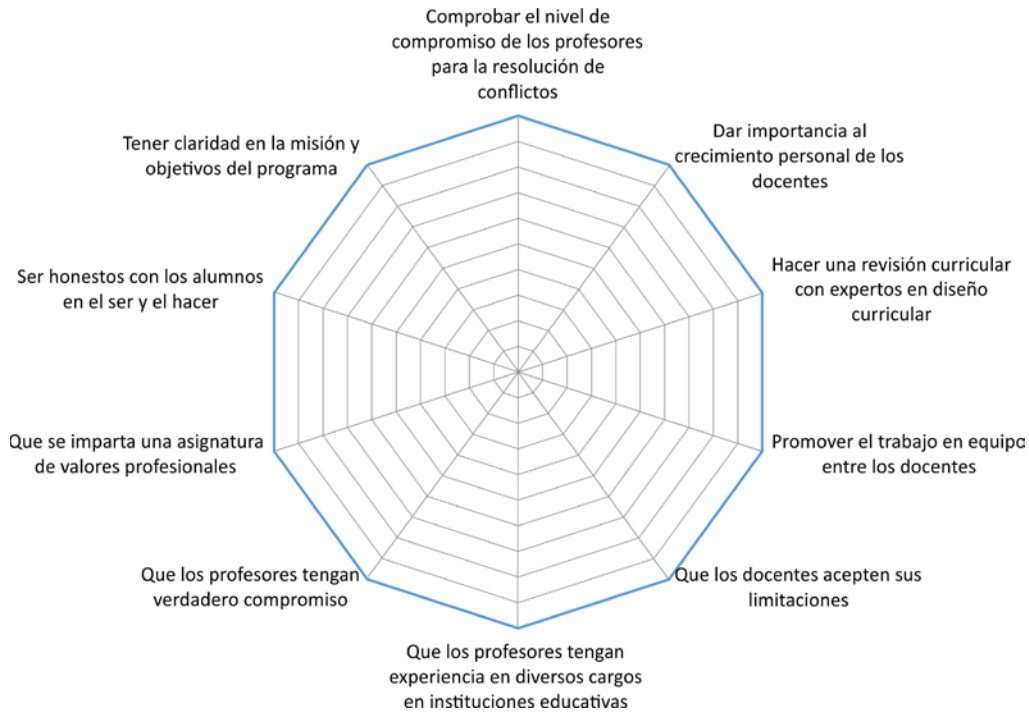 Comprobar el nivel de
compromiso de los profesores
para la resolución de
conflictos
Dar importancia al
crecimiento personal de los
docentes
Hacer una revisión curricular
con expertos en diseño
curricular
Promover el trabajo en equipo
entre los docentes
Que los docentes acepten sus
limitaciones
Que los profesores tengan
experiencia en diversos cargos
en instituciones educativas
Que los profesores tengan
verdadero compromiso
Que se imparta una asignatura
de valores profesionales
Ser honestos con los alumnos
en el ser y el hacer
Tener claridad en la misión y
objetivos del programa